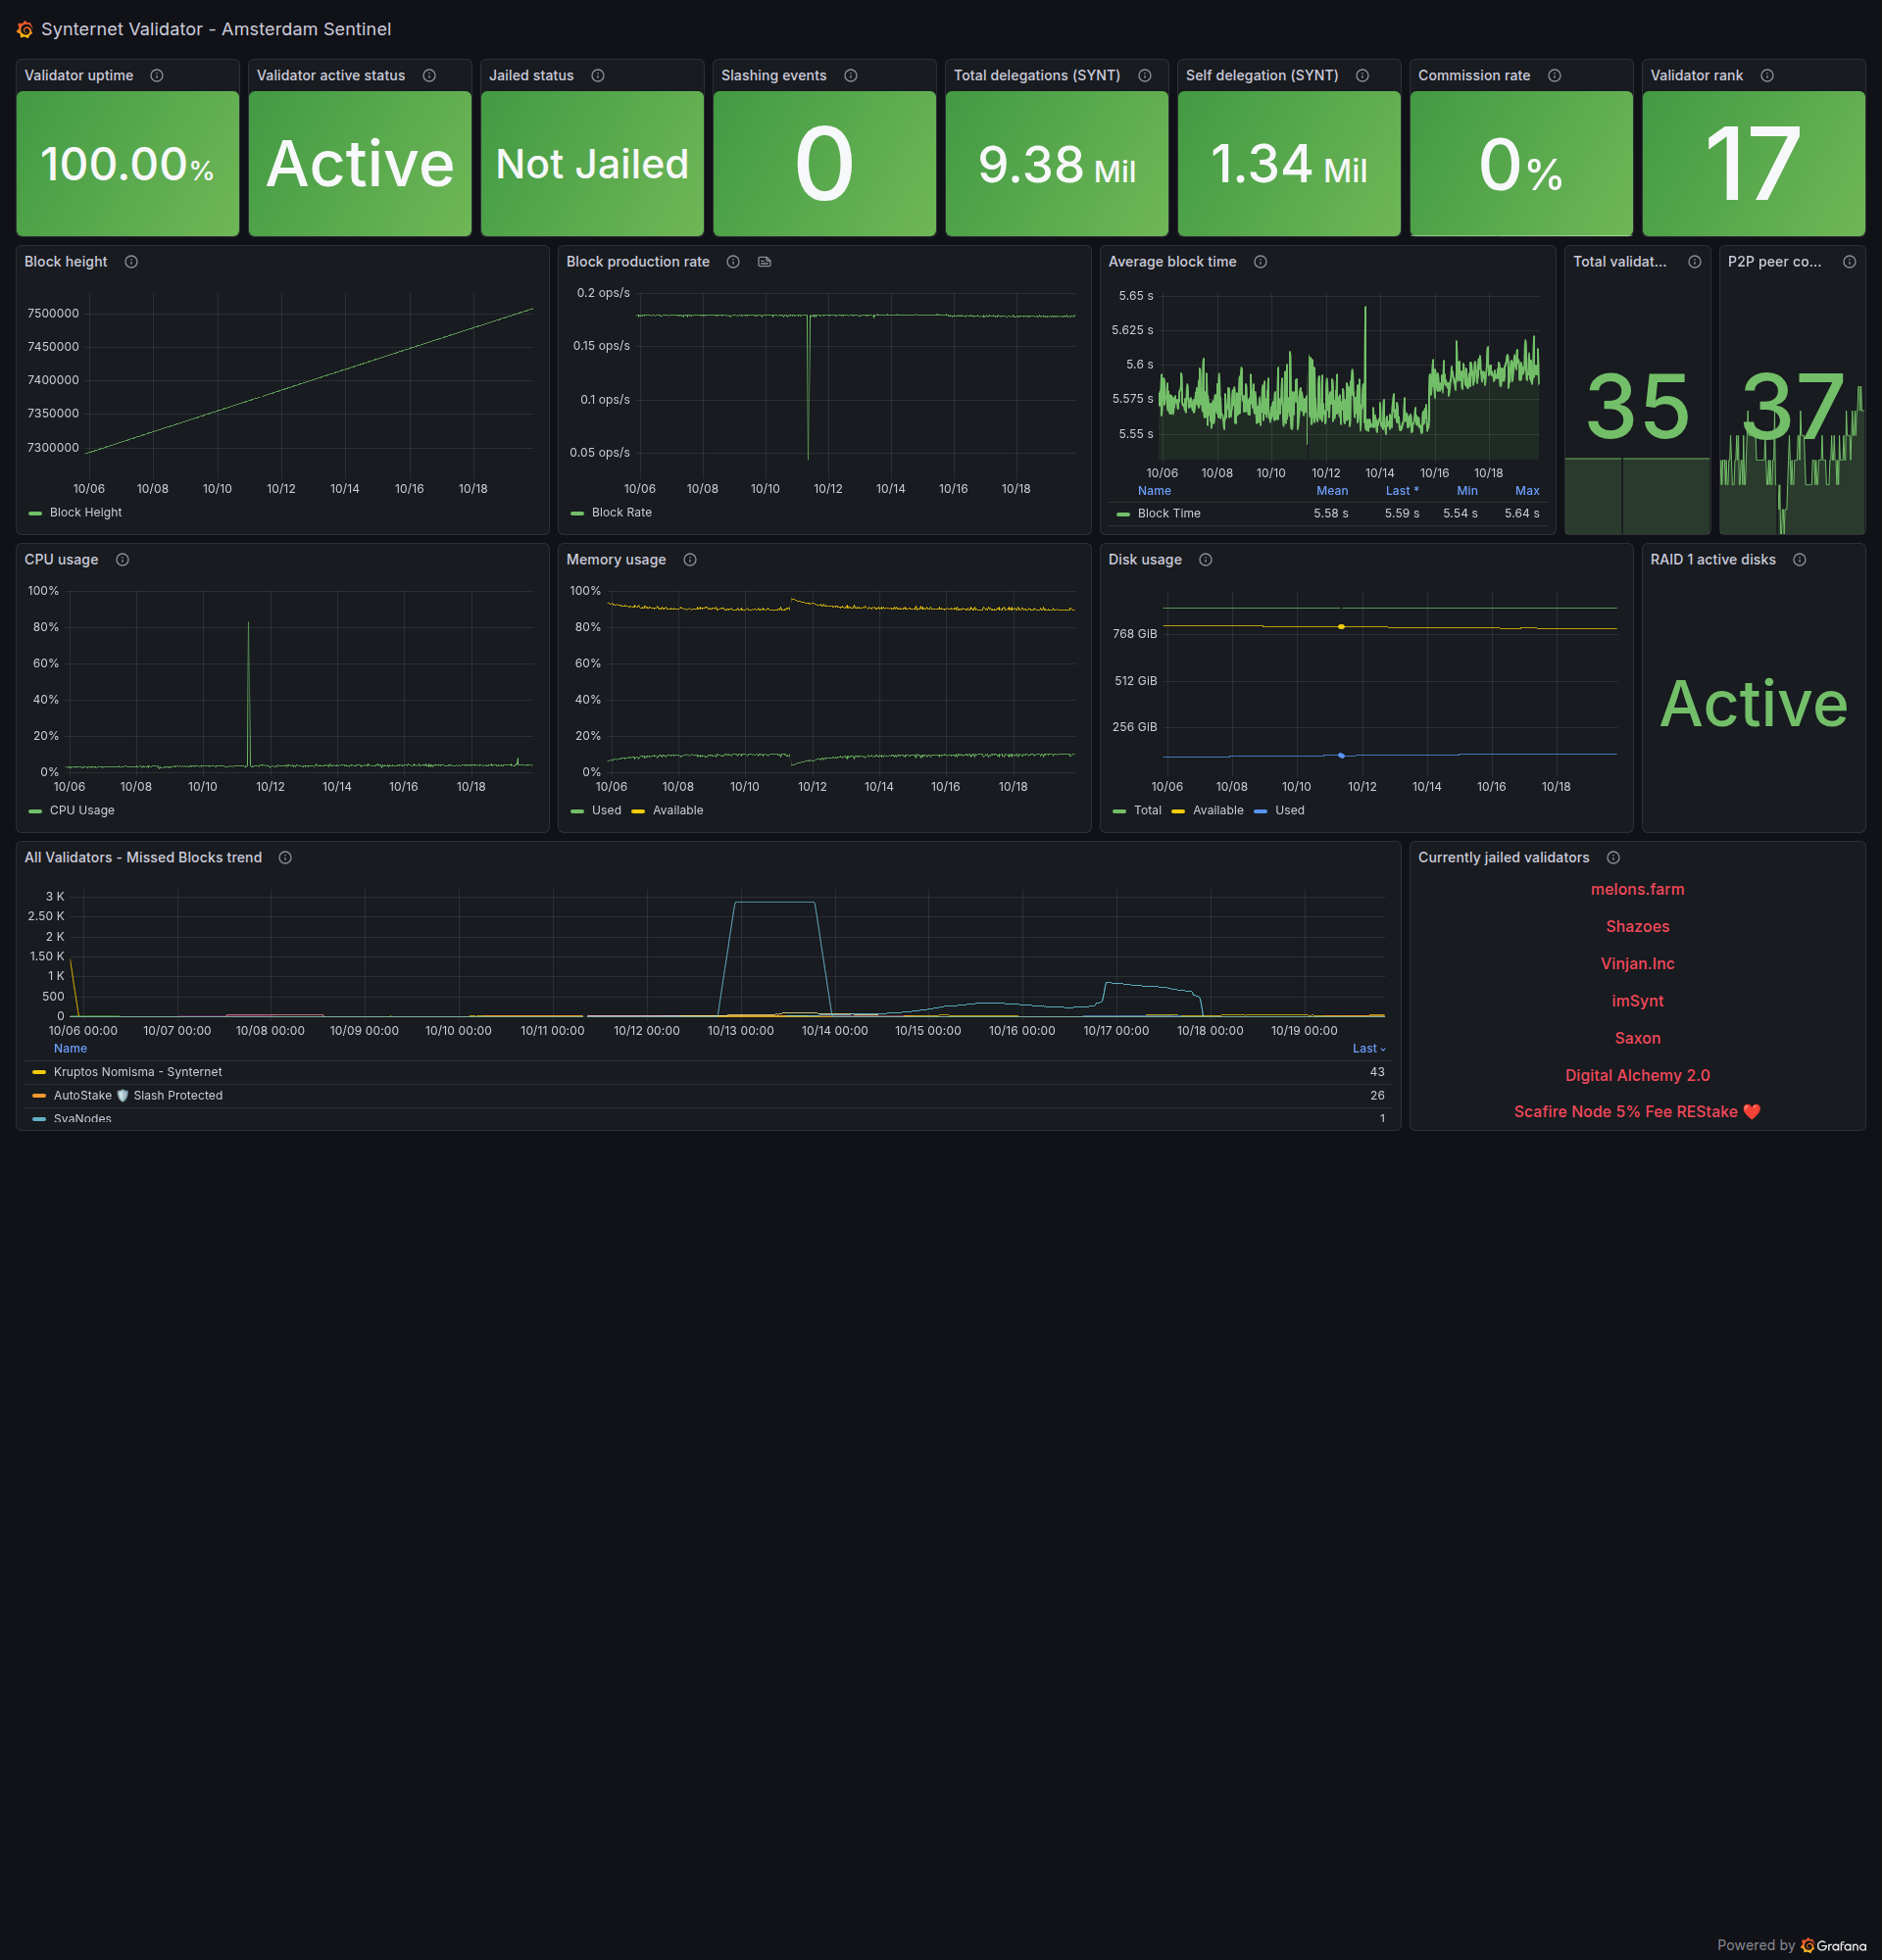 Synternet Validator - Amsterdam Sentinel
Validator uptime
100.00%
Validator active status
Active
Jailed status
Not Jailed
Slashing events
0
Total delegations (SYNT)
9.38 Mil
Self delegation (SYNT)
1.34 Mil
Commission rate
0%
Validator rank
17
Block height
7500000
7450000
7400000
7350000
7300000
10/06 10/08 10/10 10/12 10/14 10/16 10/18
Block Height
Block production rate
0.2 ops/s
0.15 ops/s
0.1 ops/s
0.05 ops/s
10/06 10/08 10/10 10/12 10/14 10/16 10/18
Block Rate
Average block time
5.65 s
5.625 s
5.6 s
5.575 s
5.55 s
10/06 10/08 10/10 10/12 10/14 10/16 10/18
Name Mean Last * Min Max
Block Time 5.58 s 5.59 s 5.54 s 5.64 s
Total validat...
35
P2P peer co...
37
CPU usage
100%
80%
60%
40%
20%
0%
10/06 10/08 10/10 10/12 10/14 10/16 10/18
CPU Usage
Memory usage
100%
80%
60%
40%
20%
0%
10/06 10/08 10/10 10/12 10/14 10/16 10/18
Used Available
Disk usage
768 GiB
512 GiB
256 GiB
10/06 10/08 10/10 10/12 10/14 10/16 10/18
Total Available Used
RAID 1 active disks
Active
All Validators - Missed Blocks trend
3 K
2.50 K
2 K
1.50 K
1 K
500
0
10/06 00:00 10/07 00:00 10/08 00:00 10/09 00:00 10/10 00:00 10/11 00:00 10/12 00:00 10/13 00:00 10/14 00:00 10/15 00:00 10/16 00:00 10/17 00:00 10/18 00:00 10/19 00:00
Name Last
Kruptos Nomisma - Synternet 43
AutoStake 🛡️ Slash Protected 26
SvaNodes 1
Currently jailed validators
melons.farm
Shazoes
Vinjan.Inc
imSynt
Saxon
Digital Alchemy 2.0
Scafire Node 5% Fee REStake ❤️
Powered by Grafana